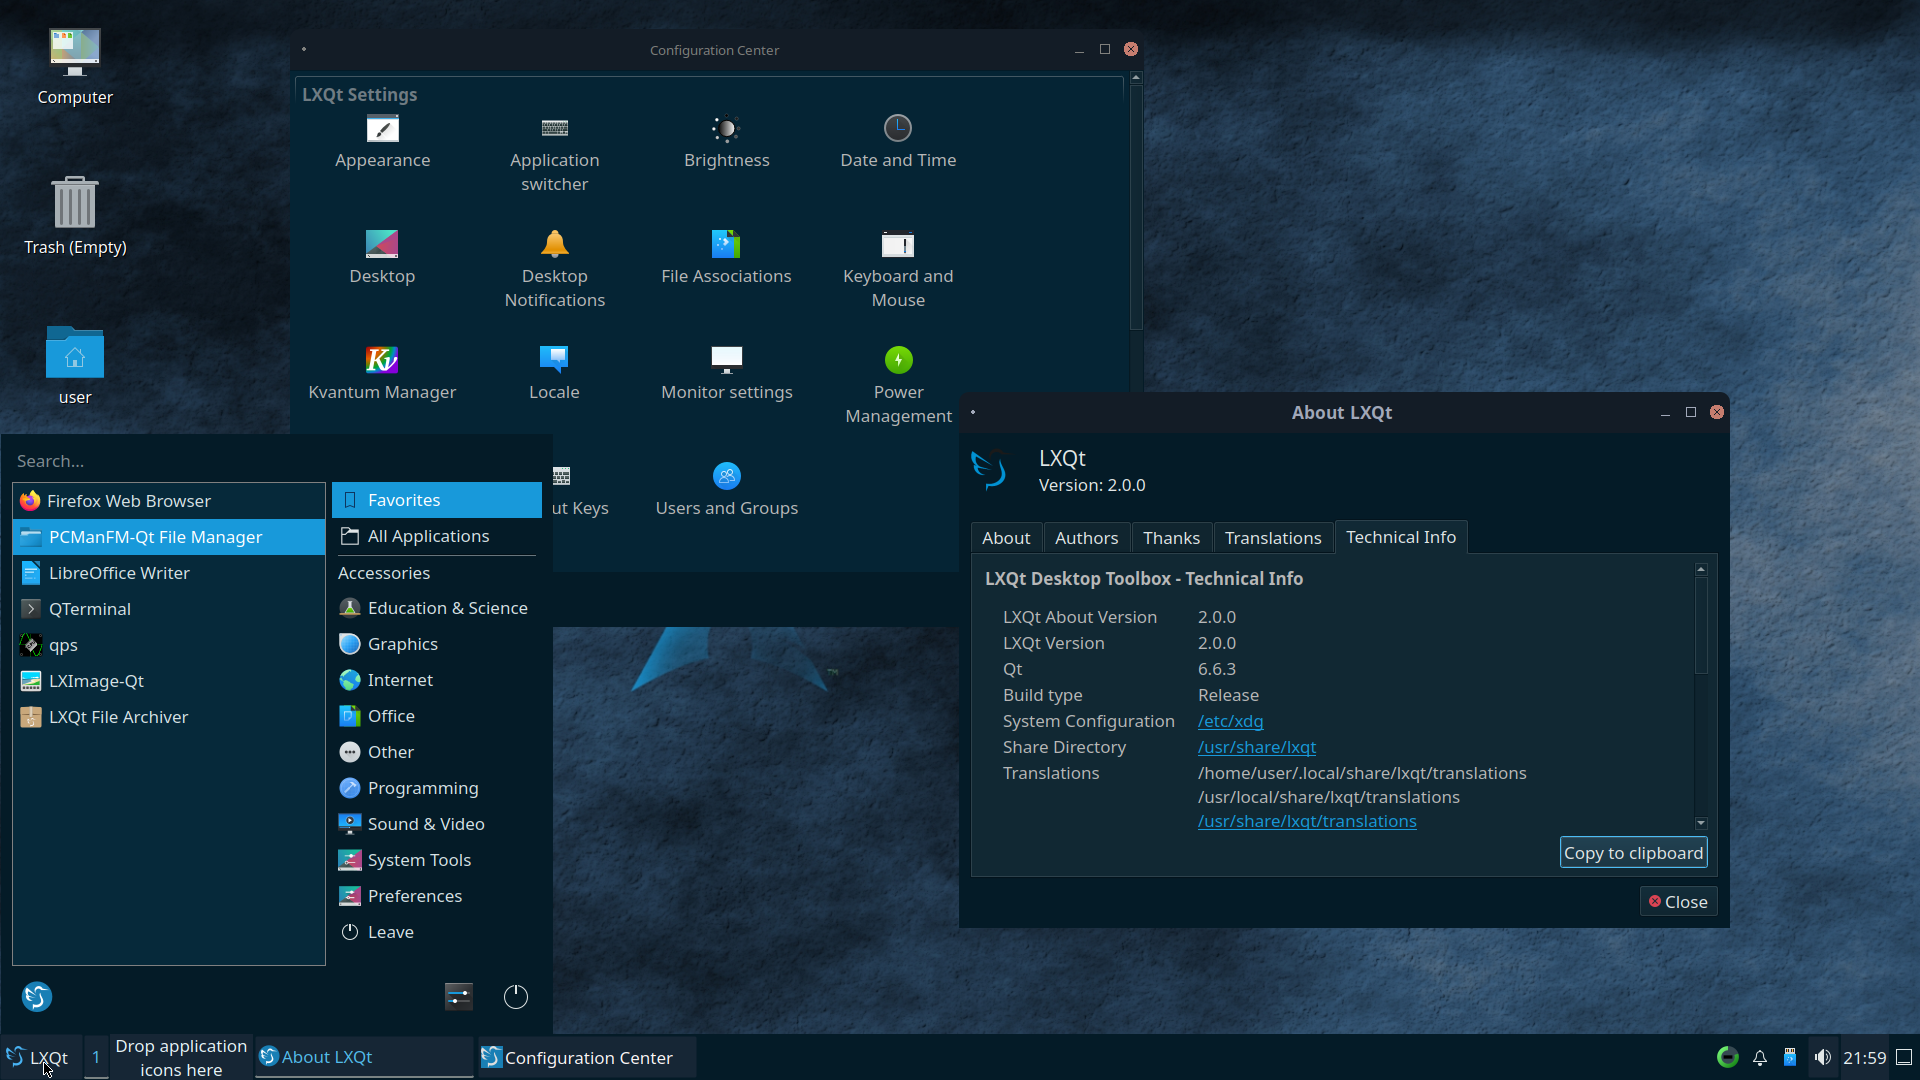 Computer
Trash (Empty)
user
Configuration Center
LXQt Settings
Appearance
Application
switcher
Brightness
Date and Time
Desktop
Desktop
Notifications
File Associations
Keyboard and
Mouse
Kvantum Manager
Locale
Monitor settings
Power
Management
ut Keys
Users and Groups
Search...
Firefox Web Browser
PCManFM-Qt File Manager
LibreOffice Writer
QTerminal
qps
LXImage-Qt
LXQt File Archiver
Favorites
All Applications
Accessories
Education & Science
Graphics
Internet
Office
Other
Programming
Sound & Video
System Tools
Preferences
Leave
About LXQt
LXQt
Version: 2.0.0
About
Authors
Thanks
Translations
Technical Info
LXQt Desktop Toolbox - Technical Info
LXQt About Version 2.0.0
LXQt Version 2.0.0
Qt 6.6.3
Build type Release
System Configuration /etc/xdg
Share Directory /usr/share/lxqt
Translations /home/user/.local/share/lxqt/translations
/usr/local/share/lxqt/translations
/usr/share/lxqt/translations
Copy to clipboard
Close
TM
LXQt
1
Drop application
icons here
About LXQt
Configuration Center
21:59